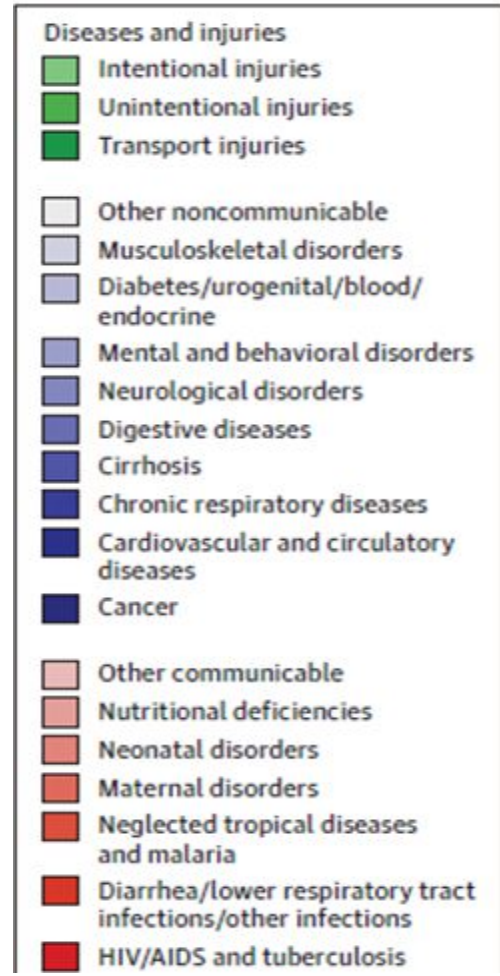 Diseases and injuries
Intentional injuries
Unintentional injuries
Transport injuries
Other noncommunicable
Musculoskeletal disorders
Diabetes/urogenital/blood/
endocrine
Mental and behavioral disorders
Neurological disorders
Digestive diseases
Cirrhosis
Chronic respiratory diseases
Cardiovascular and circulatory
diseases
Cancer
Other communicable
Nutritional deficiencies
Neonatal disorders
Maternal disorders
Neglected tropical diseases
and malaria
Diarrhea/lower respiratory tract
infections/other infections
HIV/AIDS and tuberculosis